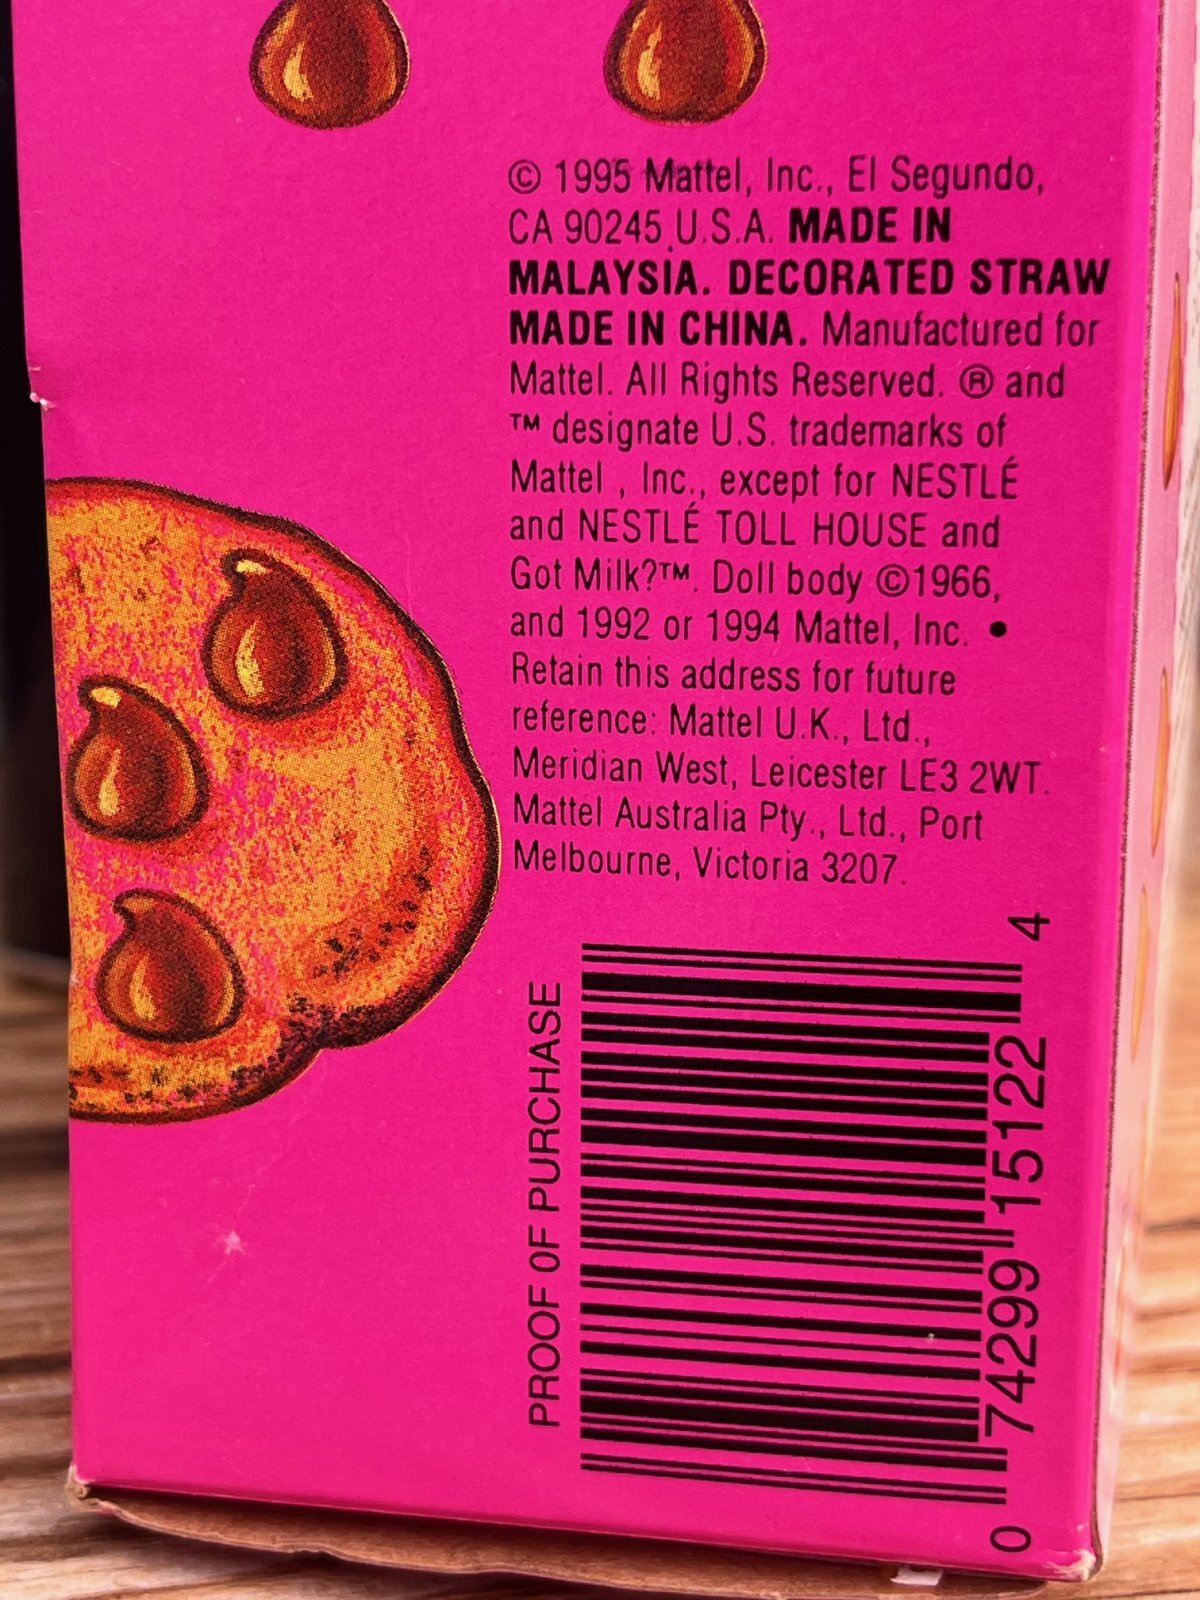 © 1995 Mattel, Inc., El Segundo,
CA 90245 U.S.A. MADE IN
MALAYSIA. DECORATED STRAW
MADE IN CHINA. Manufactured for
Mattel. All Rights Reserved. ® and
™ designate U.S. trademarks of
Mattel , Inc., except for NESTLÉ
and NESTLÉ TOLL HOUSE and
Got Milk?™. Doll body ©1966,
and 1992 or 1994 Mattel, Inc. •
Retain this address for future
reference: Mattel U.K., Ltd.,
Meridian West, Leicester LE3 2WT.
Mattel Australia Pty., Ltd., Port
Melbourne, Victoria 3207.
PROOF OF PURCHASE
0 74299 15122 4